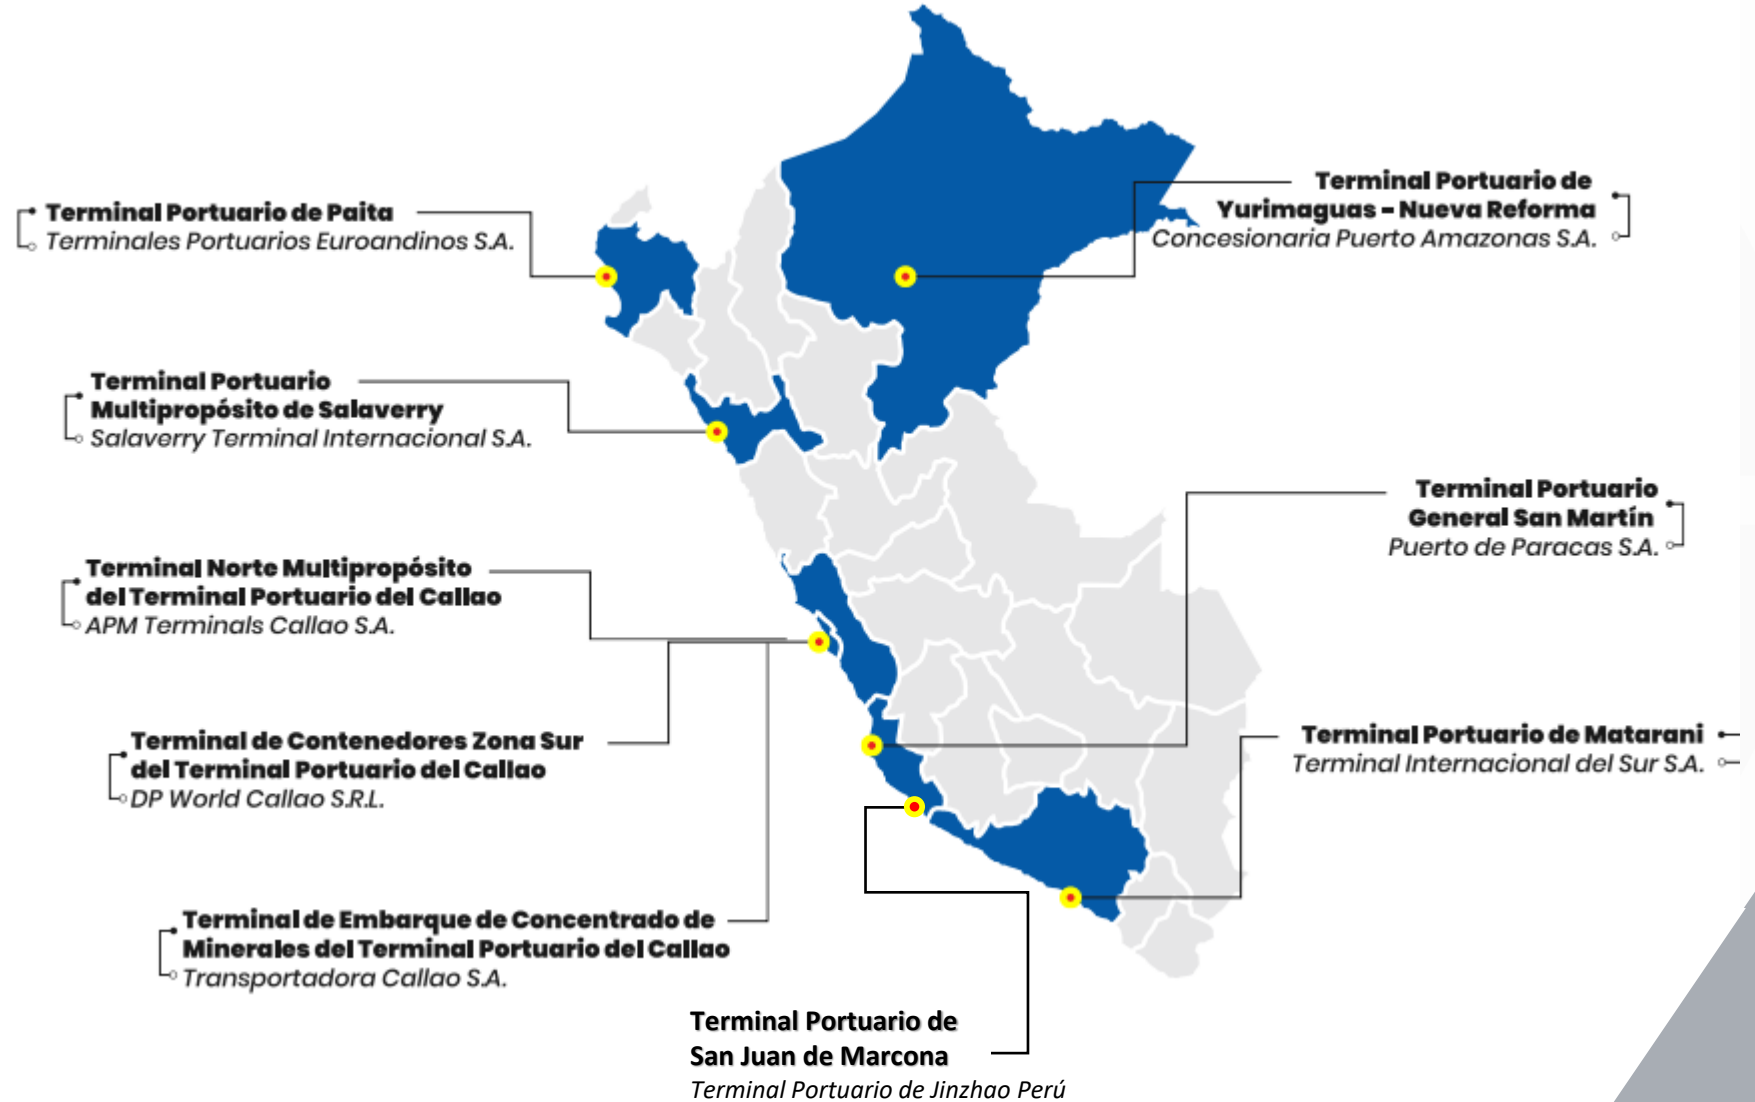 Terminal Portuario de Paita
Terminales Portuarios Euroandinos S.A.
Terminal Portuario
Multipropósito de Salaverry
Salaverry Terminal Internacional S.A.
Terminal Norte Multipropósito
del Terminal Portuario del Callao
APM Terminals Callao S.A.
Terminal de Contenedores Zona Sur
del Terminal Portuario del Callao
DP World Callao S.R.L.
Terminal de Embarque de Concentrado de
Minerales del Terminal Portuario del Callao
Transportadora Callao S.A.
Terminal Portuario de
San Juan de Marcona
Terminal Portuario de Jinzhao Perú
Terminal Portuario de
Yurimaguas – Nueva Reforma
Concesionaria Puerto Amazonas S.A.
Terminal Portuario
General San Martín
Puerto de Paracas S.A.
Terminal Portuario de Matarani
Terminal Internacional del Sur S.A.